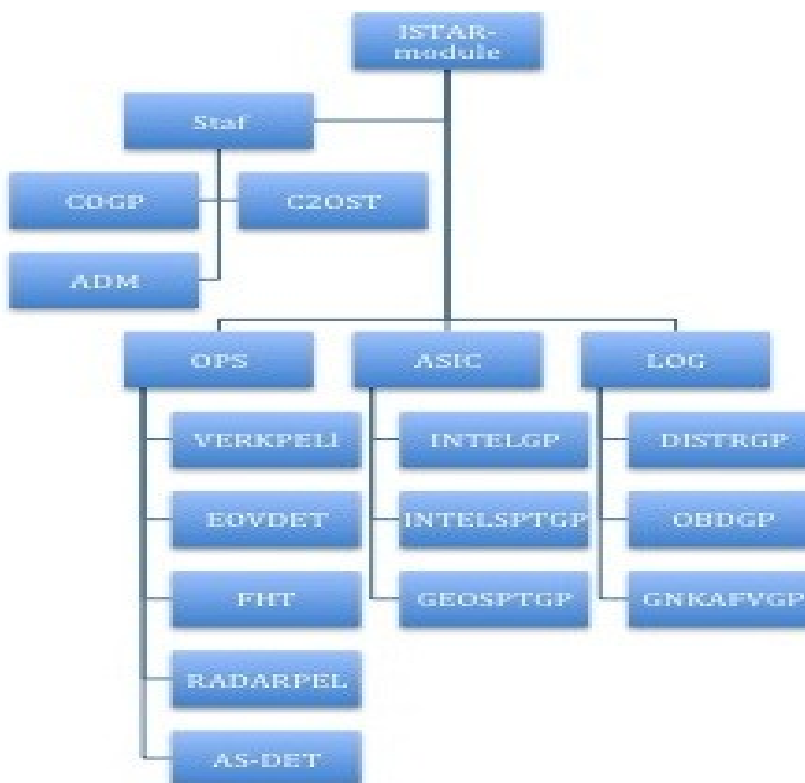 ISTAR-
module
Staf
COGP
C2OST
ADM
OPS
ASIC
LOG
VERKPEL1
INTELGP
DISTRGP
EOVDET
INTELSPTGP
OBDGP
FHT
GEOSPTGP
GNKAFVGP
RADARPEL
AS-DET